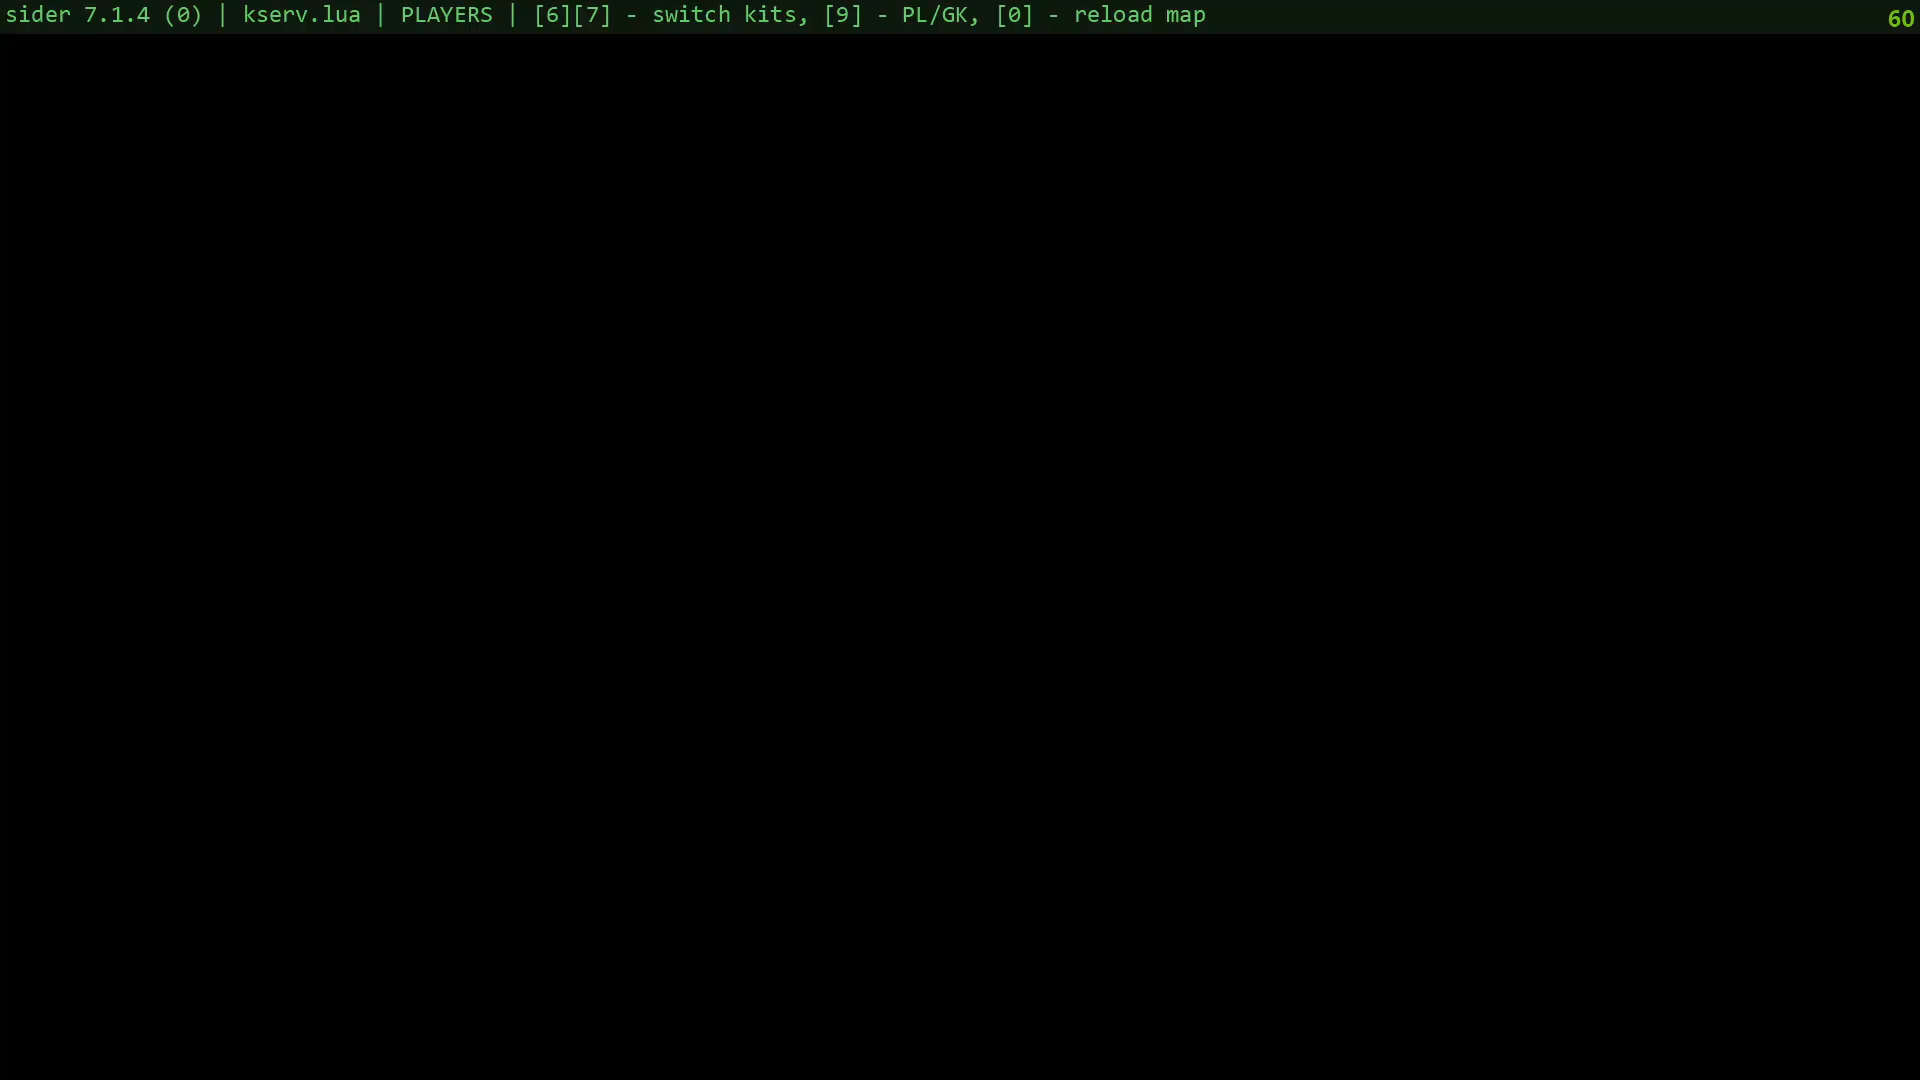 sider 7.1.4 (0) | kserv.lua | PLAYERS | [6][7] - switch kits, [9] - PL/GK, [0] - reload map
60